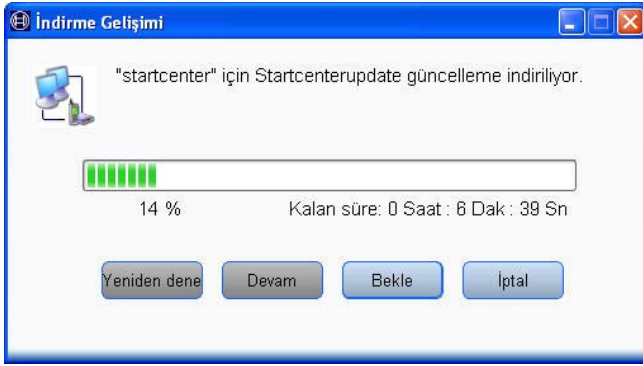 İndirme Gelişimi
"startcenter" için Startcenterupdate güncelleme indiriliyor.
14 % Kalan süre: 0 Saat : 6 Dak : 39 Sn
Yeniden dene Devam Bekle İptal